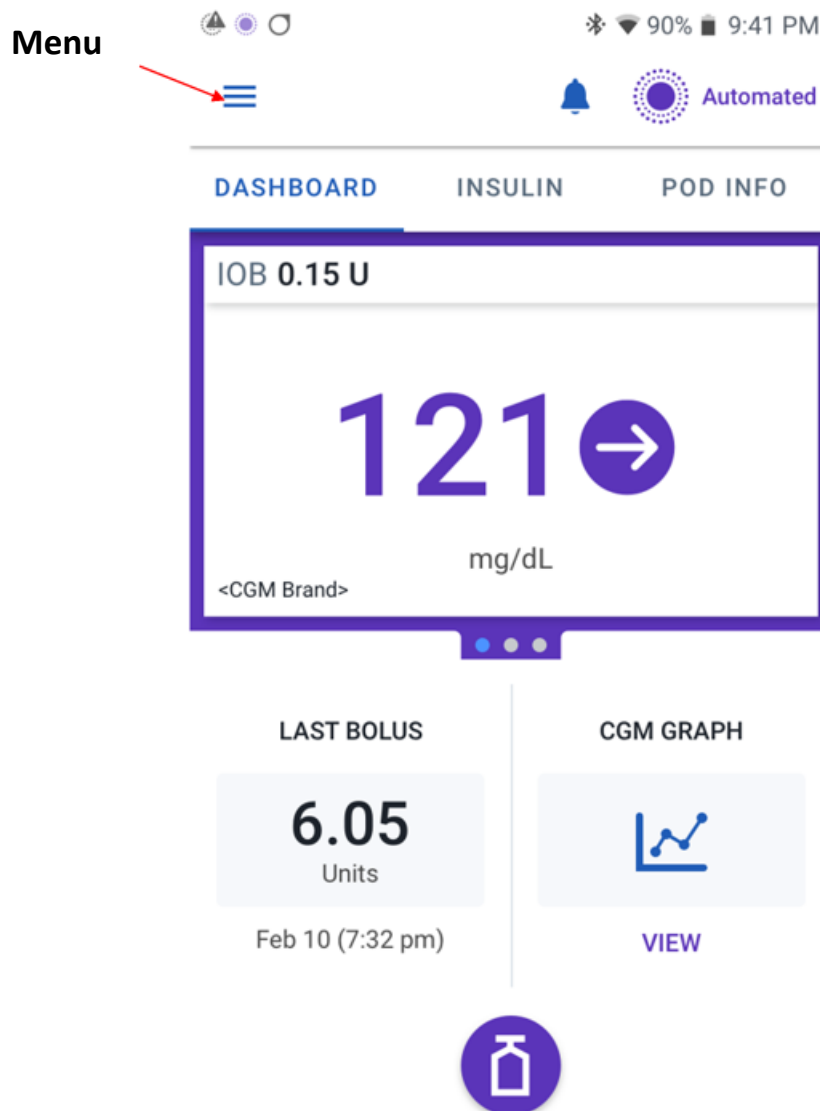 Menu
90% 9:41 PM
Automated
DASHBOARD INSULIN POD INFO
IOB 0.15 U
121
mg/dL
<CGM Brand>
LAST BOLUS
6.05
Units
Feb 10 (7:32 pm)
CGM GRAPH
VIEW